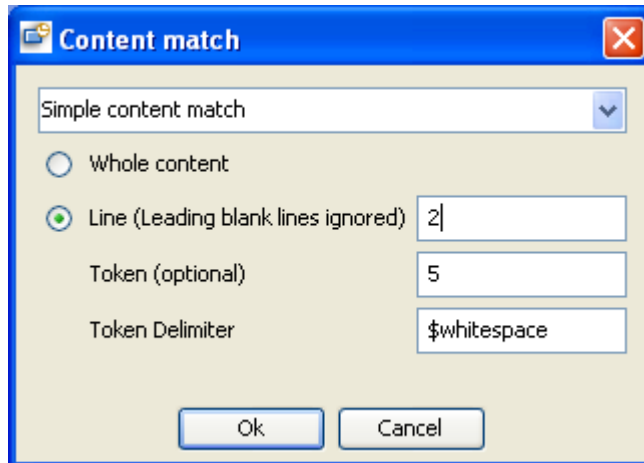 Content match
Simple content match
Whole content
Line (Leading blank lines ignored) 2
Token (optional) 5
Token Delimiter $whitespace
Ok Cancel